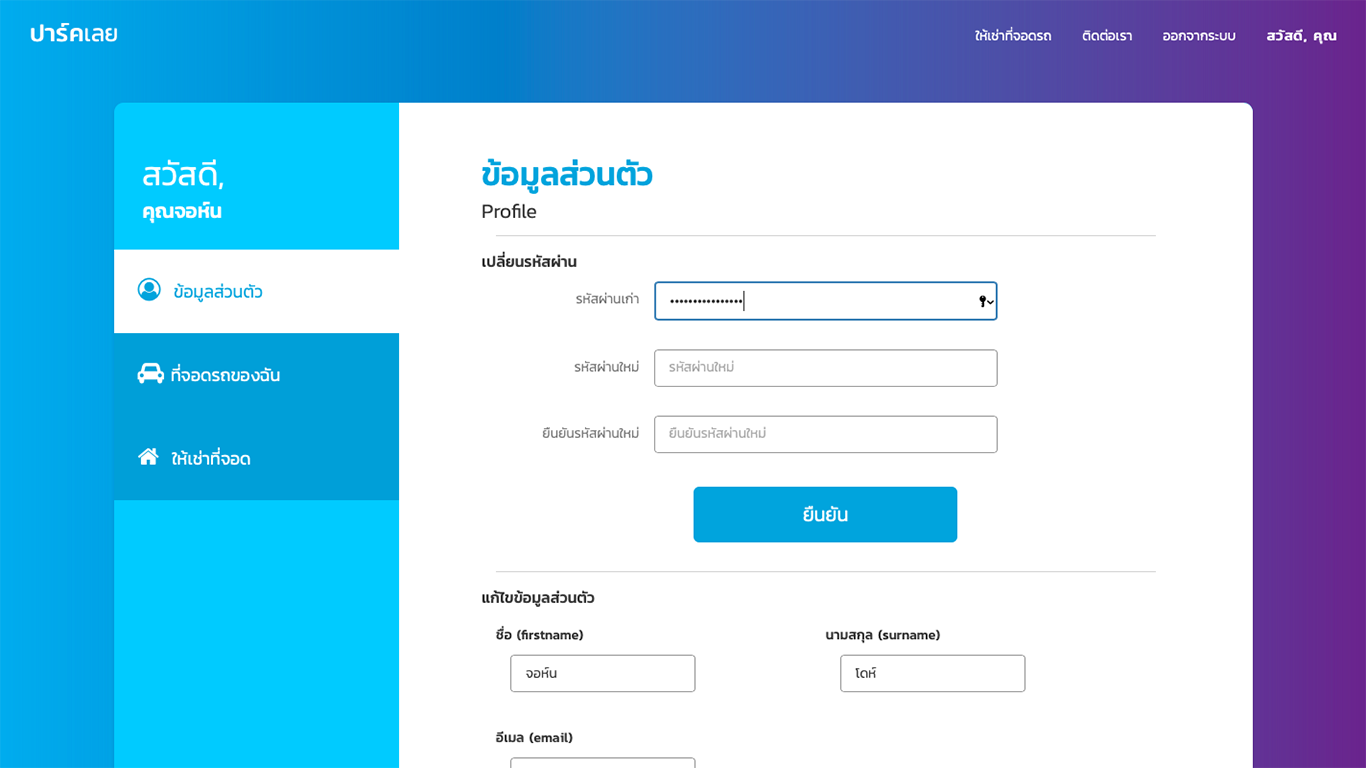 ปาร์คเลย
ให้เช่าที่จอดรถ ติดต่อเรา ออกจากระบบ สวัสดี, คุณ
สวัสดี,
คุณจอห์น
ข้อมูลส่วนตัว
ที่จอดรถของฉัน
ให้เช่าที่จอด
ข้อมูลส่วนตัว
Profile
เปลี่ยนรหัสผ่าน
รหัสผ่านเก่า ••••••••••••••••
รหัสผ่านใหม่ รหัสผ่านใหม่
ยืนยันรหัสผ่านใหม่ ยืนยันรหัสผ่านใหม่
ยืนยัน
แก้ไขข้อมูลส่วนตัว
ชื่อ (firstname) นามสกุล (surname)
จอห์น โดห์
อีเมล (email)